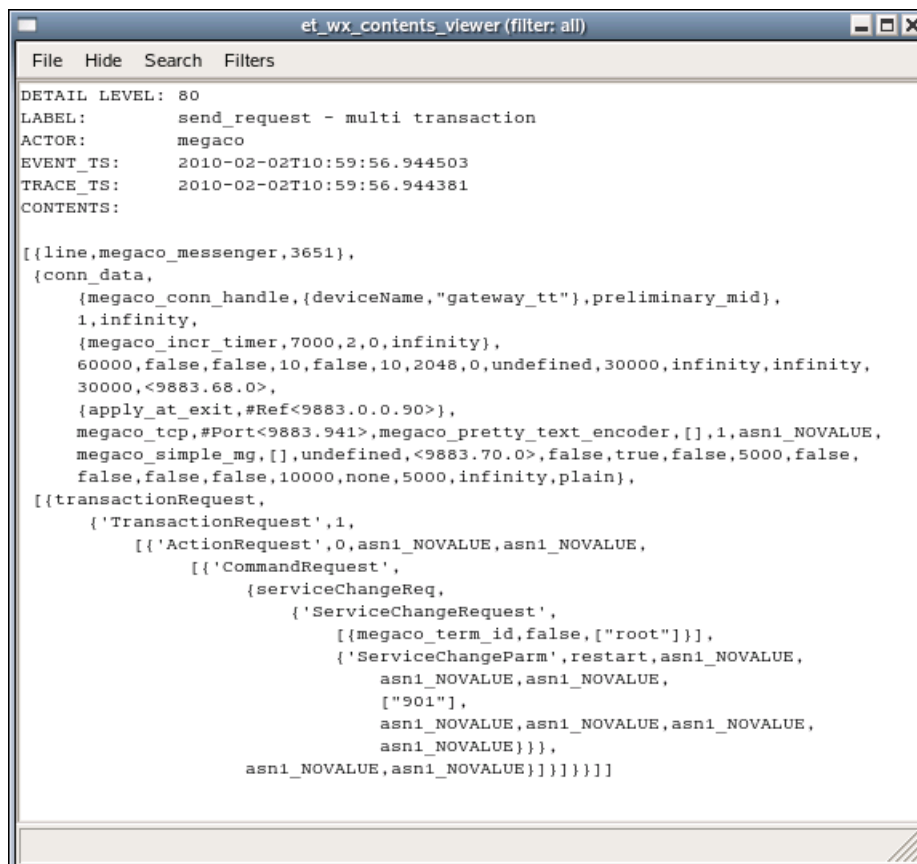 et_wx_contents_viewer (filter: all)
File Hide Search Filters
DETAIL LEVEL: 80
LABEL: send_request - multi transaction
ACTOR: megaco
EVENT_TS: 2010-02-02T10:59:56.944503
TRACE_TS: 2010-02-02T10:59:56.944381
CONTENTS:
[{line,megaco_messenger,3651},
{conn_data,
{megaco_conn_handle,{deviceName,"gateway_tt"},preliminary_mid},
1,infinity,
{megaco_incr_timer,7000,2,0,infinity},
60000,false,false,10,false,10,2048,0,undefined,30000,infinity,infinity,
30000,<9883.68.0>,
{apply_at_exit,#Ref<9883.0.0.90>},
megaco_tcp,#Port<9883.941>,megaco_pretty_text_encoder,[],1,asn1_NOVALUE,
megaco_simple_mg,[],undefined,<9883.70.0>,false,true,false,5000,false,
false,false,false,10000,none,5000,infinity,plain},
[{transactionRequest,
{'TransactionRequest',1,
[{'ActionRequest',0,asn1_NOVALUE,asn1_NOVALUE,
[{'CommandRequest',
{serviceChangeReq,
{'ServiceChangeRequest',
[{megaco_term_id,false,["root"]}],
{'ServiceChangeParm',restart,asn1_NOVALUE,
asn1_NOVALUE,asn1_NOVALUE,
["901"],
asn1_NOVALUE,asn1_NOVALUE,asn1_NOVALUE,
asn1_NOVALUE}}},
asn1_NOVALUE,asn1_NOVALUE}]}]}}]]